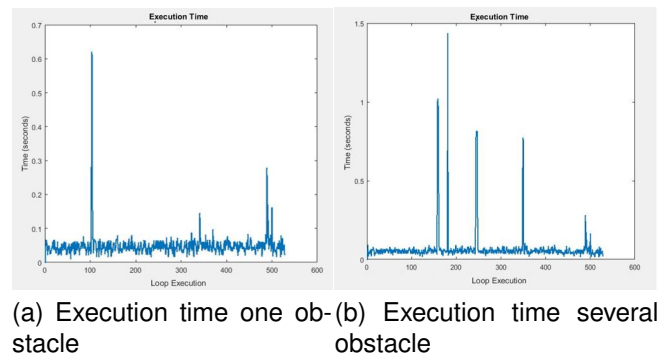 Execution Time
0.7
0.6
0.5
0.4
0.3
0.2
0.1
0
0 100 200 300 400 500 600
Time (seconds)
Loop Execution
Execution Time
1.5
1
0.5
0
0 100 200 300 400 500 600
Time (seconds)
Loop Execution
(a) Execution time one ob-
stacle
(b) Execution time several
obstacle